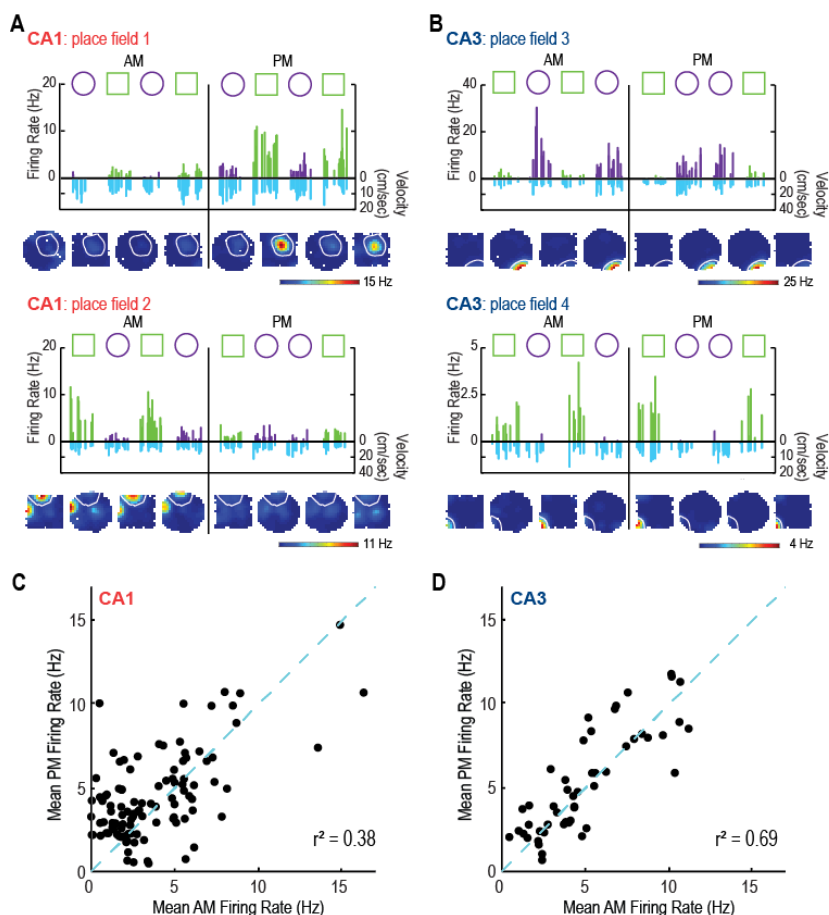 A
CA1: place field 1
AM
PM
20
10
0
Firing Rate (Hz)
0
10
20
Velocity
(cm/sec)
15 Hz
CA1: place field 2
AM
PM
20
10
0
Firing Rate (Hz)
0
20
40
Velocity
(cm/sec)
11 Hz
B
CA3: place field 3
AM
PM
40
20
0
Firing Rate (Hz)
0
20
40
Velocity
(cm/sec)
25 Hz
CA3: place field 4
AM
PM
5
2.5
0
Firing Rate (Hz)
0
20
40
Velocity
(cm/sec)
4 Hz
C
CA1
15
10
5
0
Mean PM Firing Rate (Hz)
r² = 0.38
0
5
10
15
Mean AM Firing Rate (Hz)
D
CA3
15
10
5
0
Mean PM Firing Rate (Hz)
r² = 0.69
0
5
10
15
Mean AM Firing Rate (Hz)